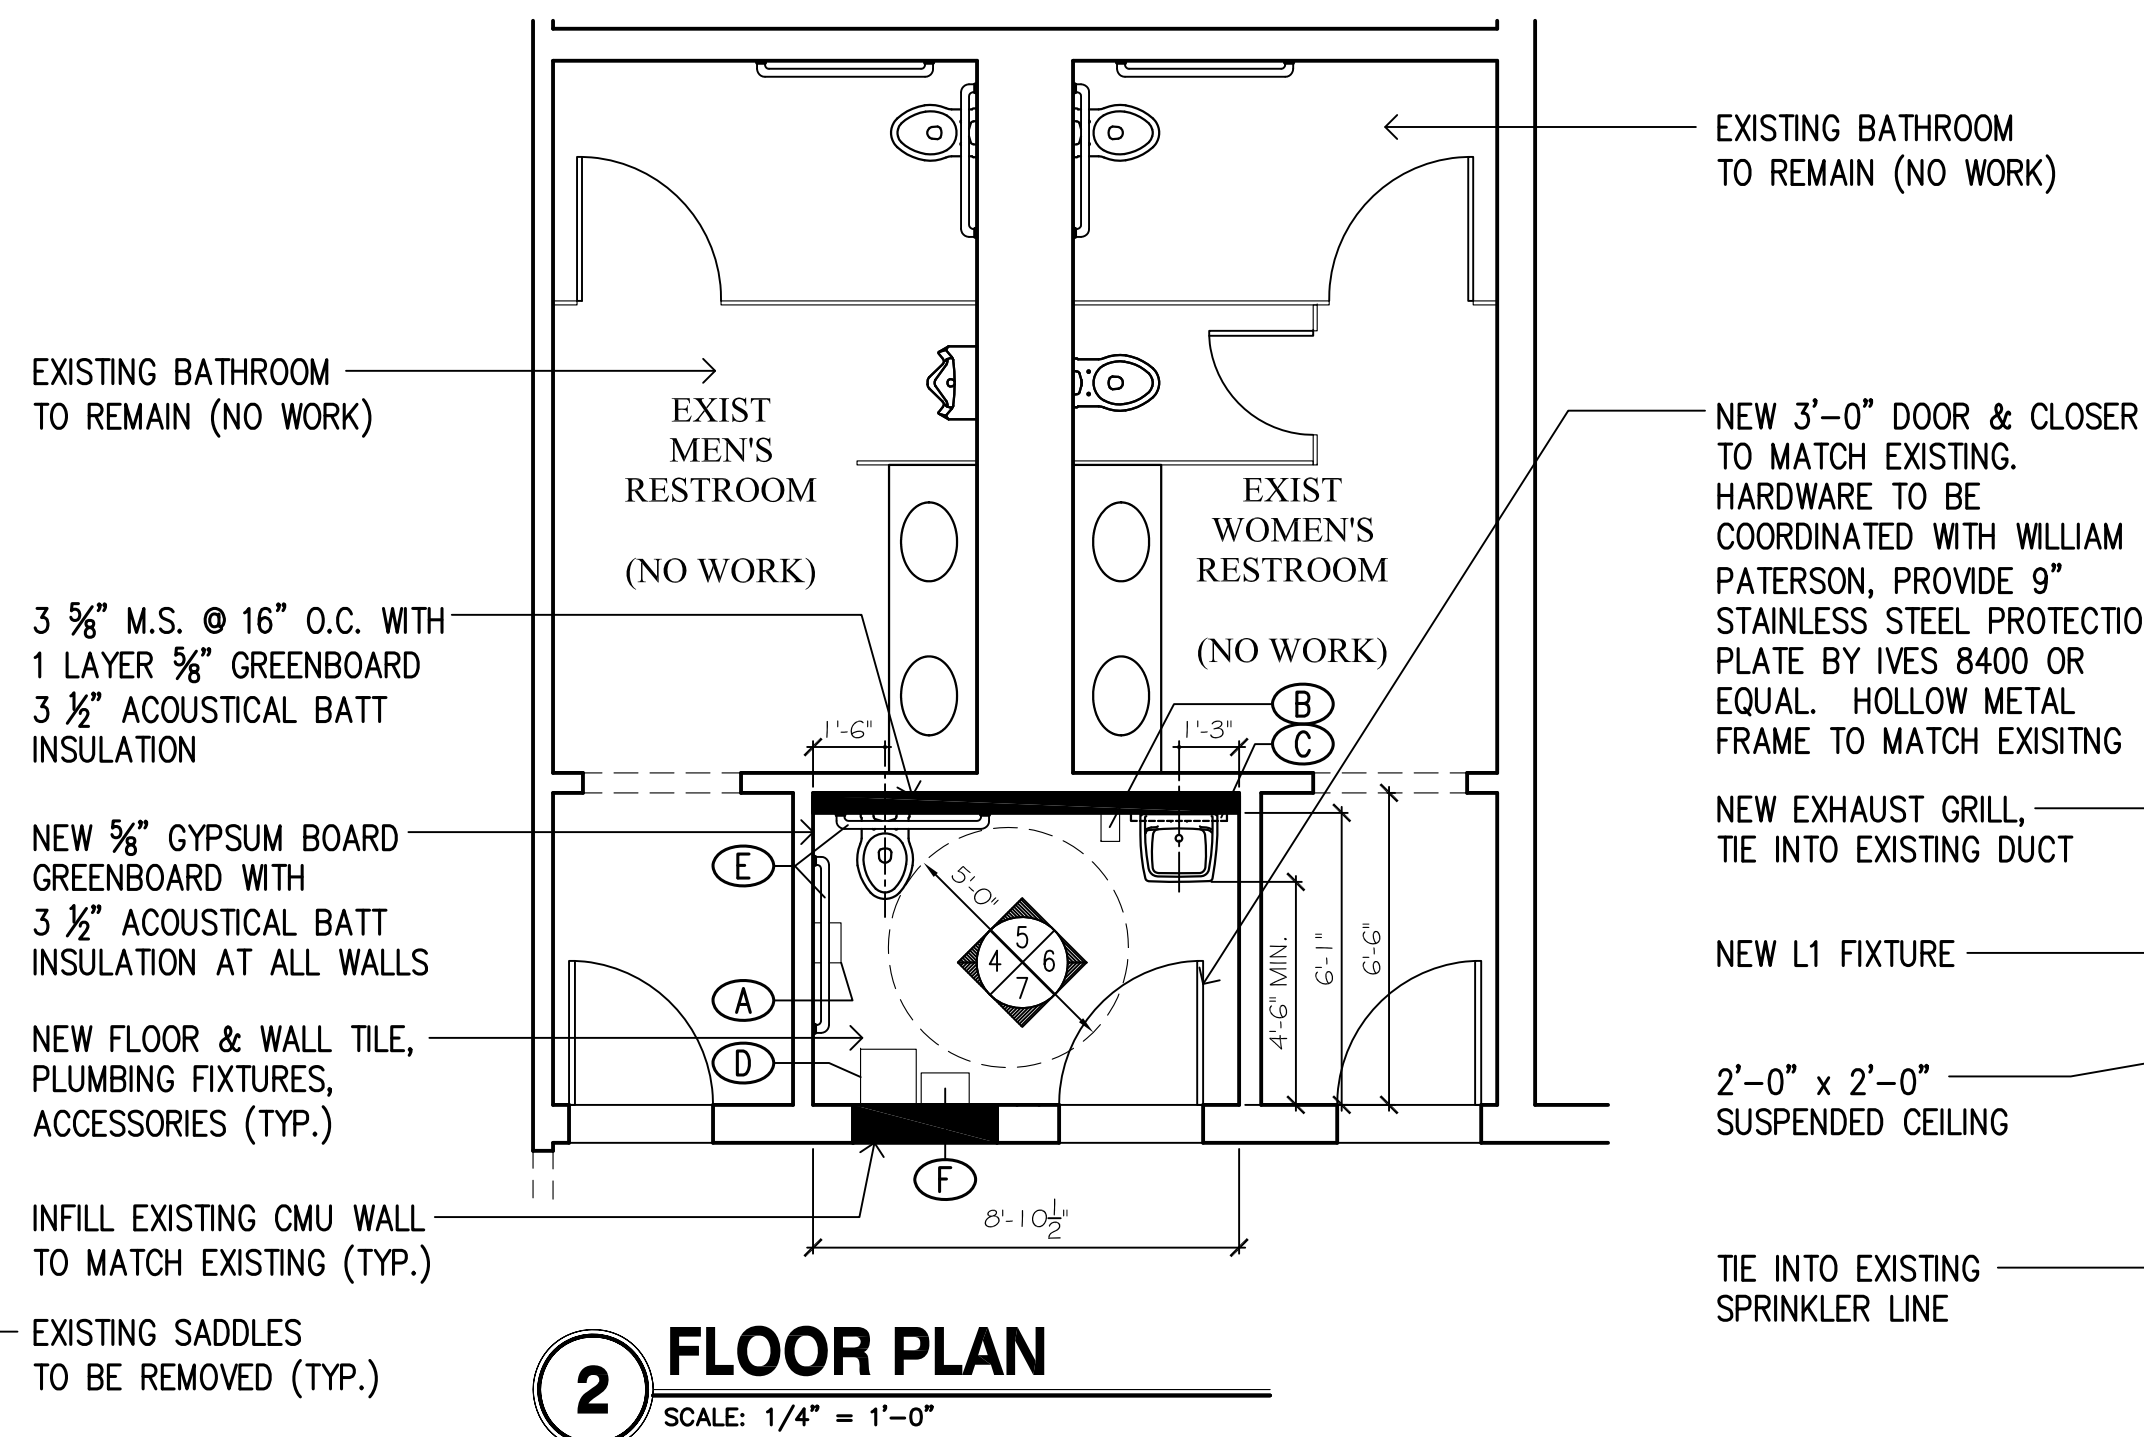 EXISTING BATHROOM
TO REMAIN (NO WORK)
3 ⅝” M.S. @ 16” O.C. WITH
1 LAYER ⅝” GREENBOARD
3 ½” ACOUSTICAL BATT
INSULATION
NEW ⅝” GYPSUM BOARD
GREENBOARD WITH
3 ½” ACOUSTICAL BATT
INSULATION AT ALL WALLS
NEW FLOOR & WALL TILE,
PLUMBING FIXTURES,
ACCESSORIES (TYP.)
INFILL EXISTING CMU WALL
TO MATCH EXISTING (TYP.)
EXISTING SADDLES
TO BE REMOVED (TYP.)
EXIST
MEN'S
RESTROOM
(NO WORK)
EXIST
WOMEN'S
RESTROOM
(NO WORK)
1'-6"
1'-3"
B
C
E
A
D
F
5'-0"
5
4
6
7
4'-6" MIN.
6'-1"
6'-6"
8'-10½"
EXISTING BATHROOM
TO REMAIN (NO WORK)
NEW 3’-0” DOOR & CLOSER
TO MATCH EXISTING.
HARDWARE TO BE
COORDINATED WITH WILLIAM
PATERSON, PROVIDE 9”
STAINLESS STEEL PROTECTIO
PLATE BY IVES 8400 OR
EQUAL. HOLLOW METAL
FRAME TO MATCH EXISITNG
NEW EXHAUST GRILL,
TIE INTO EXISTING DUCT
NEW L1 FIXTURE
2’-0” x 2’-0”
SUSPENDED CEILING
TIE INTO EXISTING
SPRINKLER LINE
2
FLOOR PLAN
SCALE: 1/4” = 1’-0”